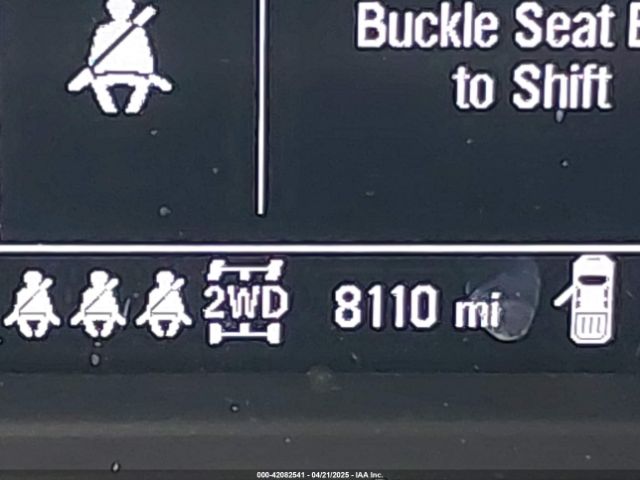 Buckle Seat
to Shift
2WD
8110 mi
000-42082541 - 04/21/2025 - IAA Inc.